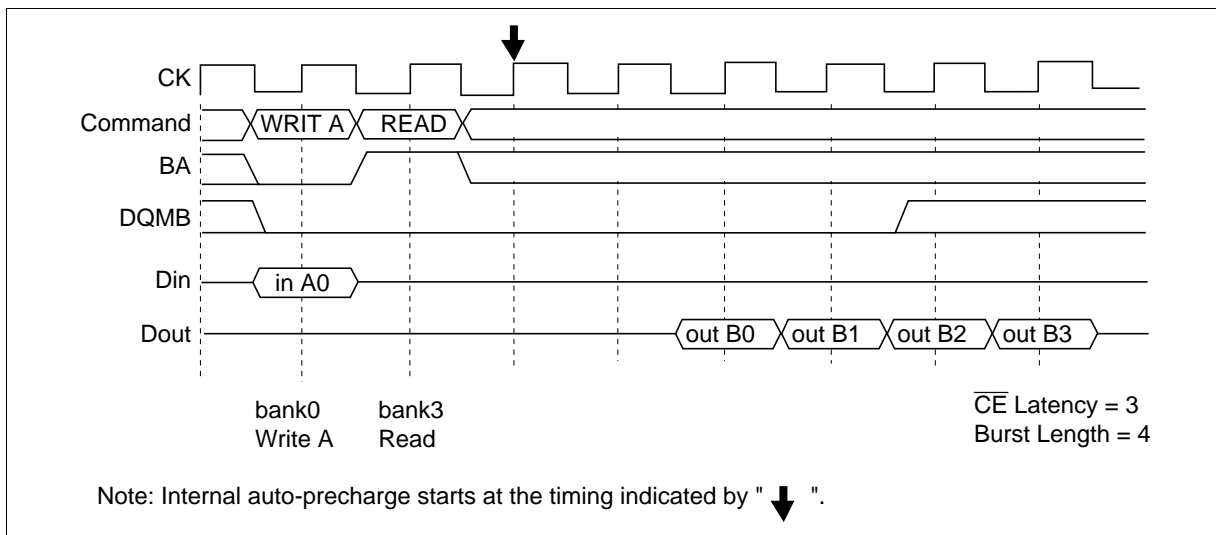 CK
Command WRIT A READ
BA
DQMB
Din in A0
Dout out B0 out B1 out B2 out B3
bank0 bank3 CE Latency = 3
Write A Read Burst Length = 4
Note: Internal auto-precharge starts at the timing indicated by " ".